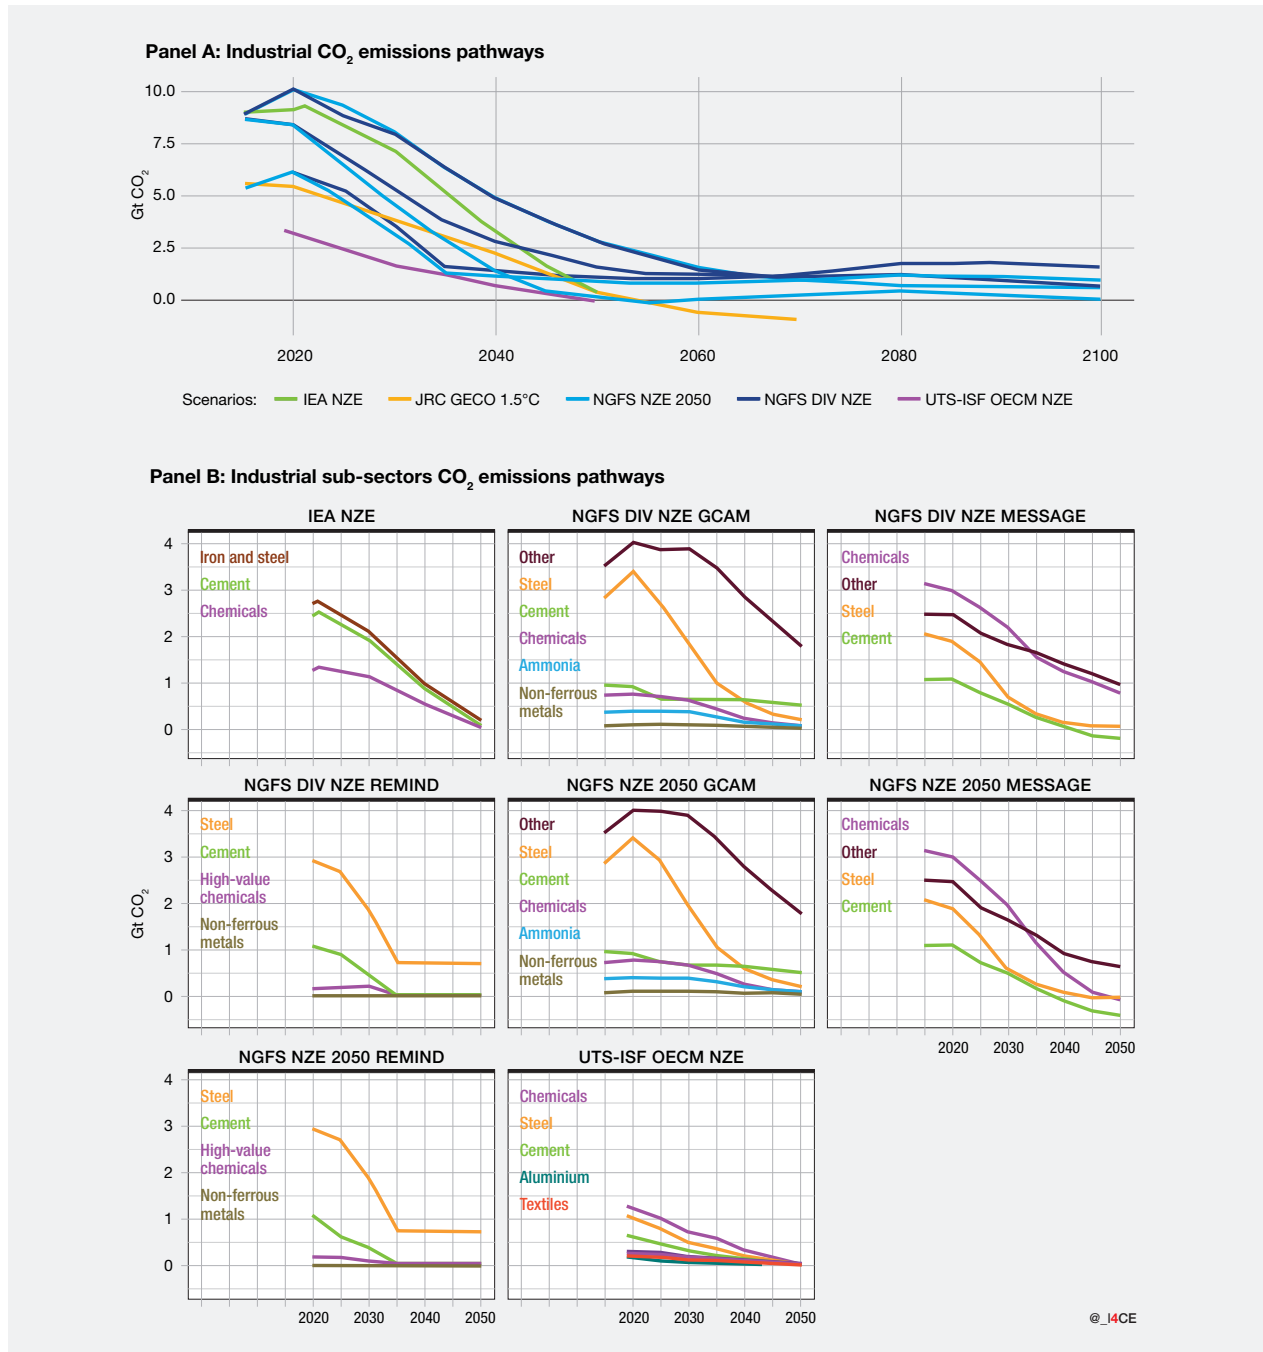 Panel A: Industrial CO2 emissions pathways
Gt CO2
10.0
7.5
5.0
2.5
0.0
2020 2040 2060 2080 2100
Scenarios: IEA NZE JRC GECO 1.5°C NGFS NZE 2050 NGFS DIV NZE UTS-ISF OECM NZE
Panel B: Industrial sub-sectors CO2 emissions pathways
Gt CO2
IEA NZE
4
3
2
1
0
Iron and steel
Cement
Chemicals
NGFS DIV NZE GCAM
Other
Steel
Cement
Chemicals
Ammonia
Non-ferrous
metals
NGFS DIV NZE MESSAGE
Chemicals
Other
Steel
Cement
NGFS DIV NZE REMIND
4
3
2
1
0
Steel
Cement
High-value
chemicals
Non-ferrous
metals
NGFS NZE 2050 GCAM
Other
Steel
Cement
Chemicals
Ammonia
Non-ferrous
metals
NGFS NZE 2050 MESSAGE
Chemicals
Other
Steel
Cement
2020 2030 2040 2050
NGFS NZE 2050 REMIND
4
3
2
1
0
Steel
Cement
High-value
chemicals
Non-ferrous
metals
2020 2030 2040 2050
UTS-ISF OECM NZE
Chemicals
Steel
Cement
Aluminium
Textiles
2020 2030 2040 2050
@_I4CE